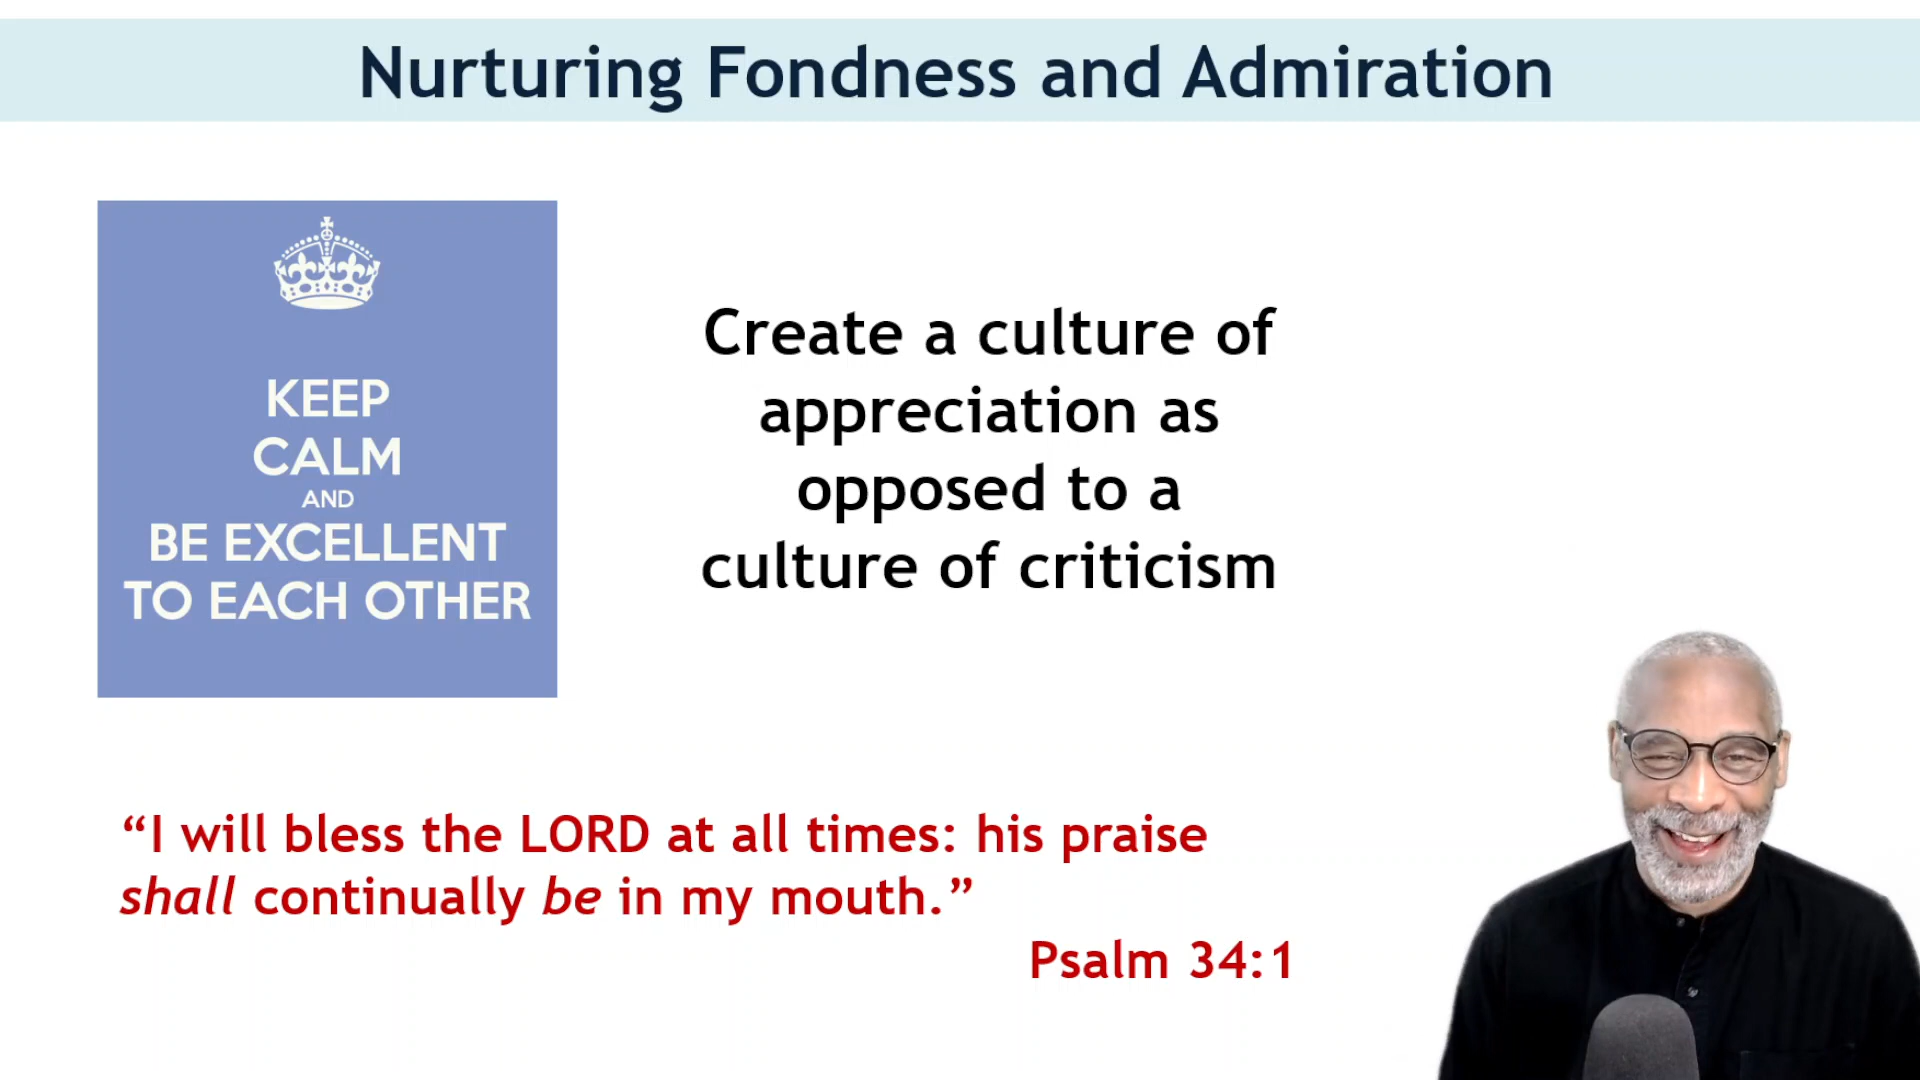 Nurturing Fondness and Admiration
KEEP
CALM
AND
BE EXCELLENT
TO EACH OTHER
Create a culture of
appreciation as
opposed to a
culture of criticism
“I will bless the LORD at all times: his praise
shall continually be in my mouth.”
Psalm 34:1